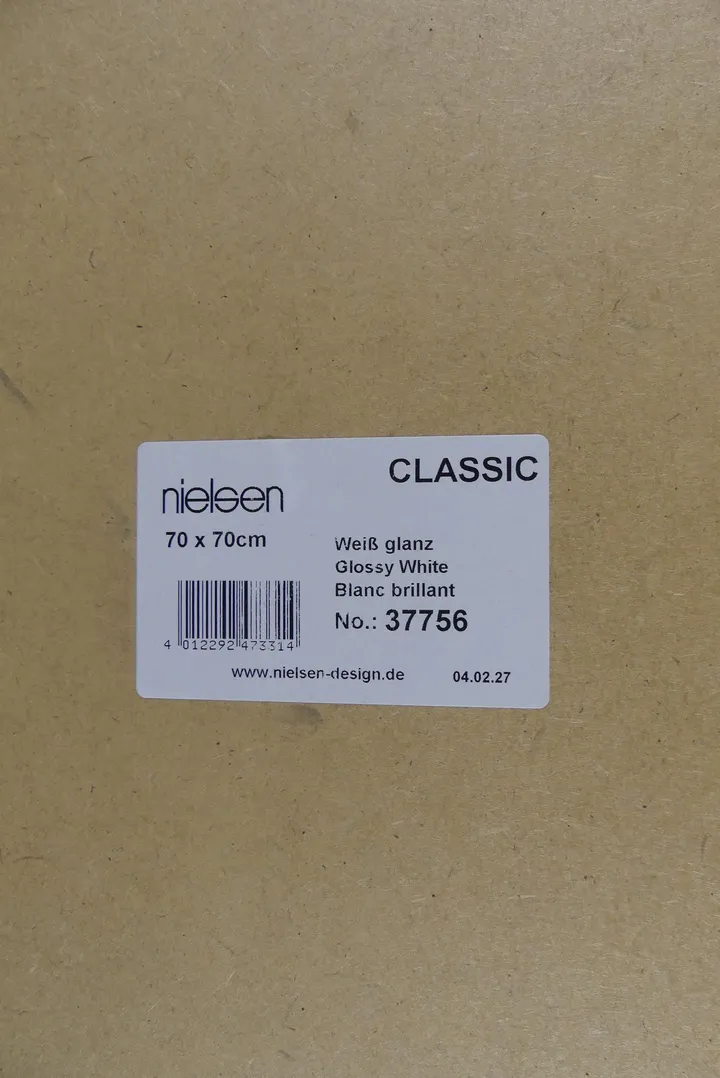 CLASSIC
nielsen
70 x 70cm
Weiß glanz
Glossy White
Blanc brillant
No.: 37756
4 012292 473314
www.nielsen-design.de
04.02.27